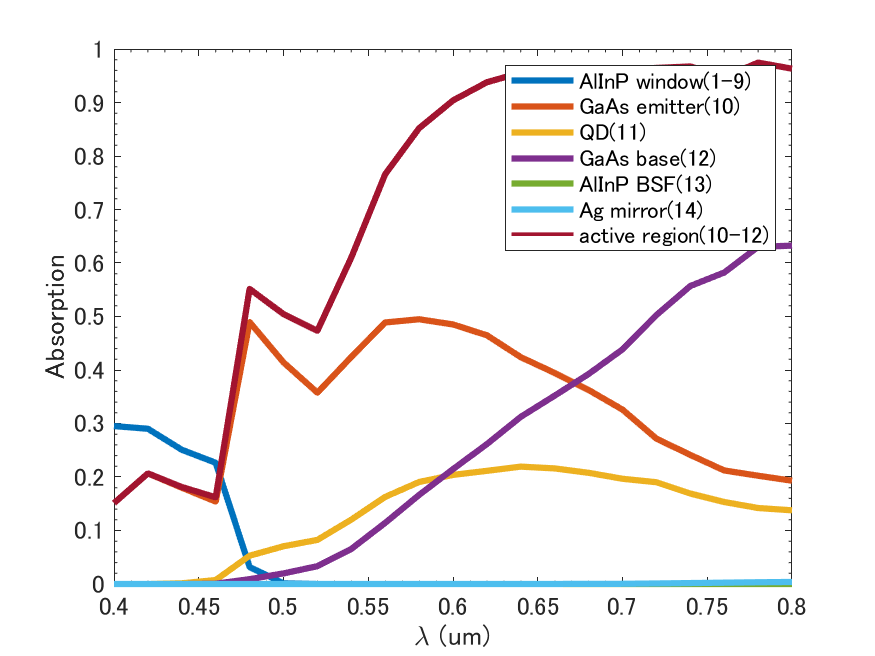 1
0.9
0.8
0.7
0.6
0.5
0.4
0.3
0.2
0.1
0
Absorption
AlInP window(1-9)
GaAs emitter(10)
QD(11)
GaAs base(12)
AlInP BSF(13)
Ag mirror(14)
active region(10-12)
0.4 0.45 0.5 0.55 0.6 0.65 0.7 0.75 0.8
λ (um)